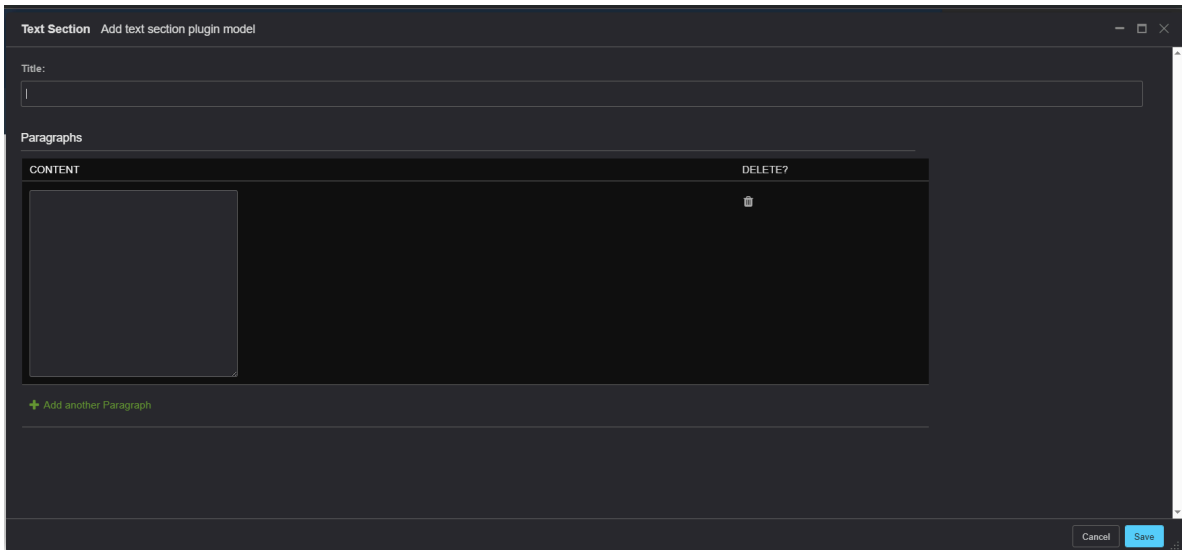 Text Section Add text section plugin model
Title:
Paragraphs
CONTENT DELETE?
Add another Paragraph
Cancel Save